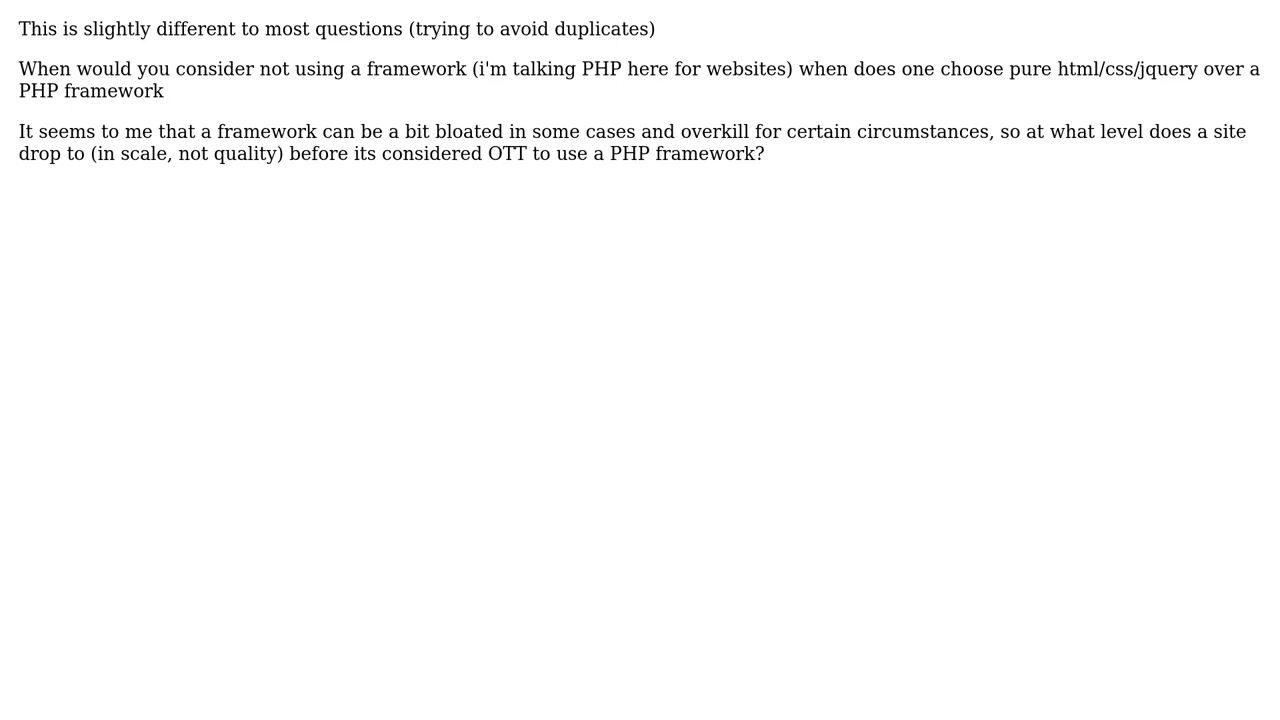 This is slightly different to most questions (trying to avoid duplicates)
When would you consider not using a framework (i'm talking PHP here for websites) when does one choose pure html/css/jquery over a
PHP framework
It seems to me that a framework can be a bit bloated in some cases and overkill for certain circumstances, so at what level does a site
drop to (in scale, not quality) before its considered OTT to use a PHP framework?